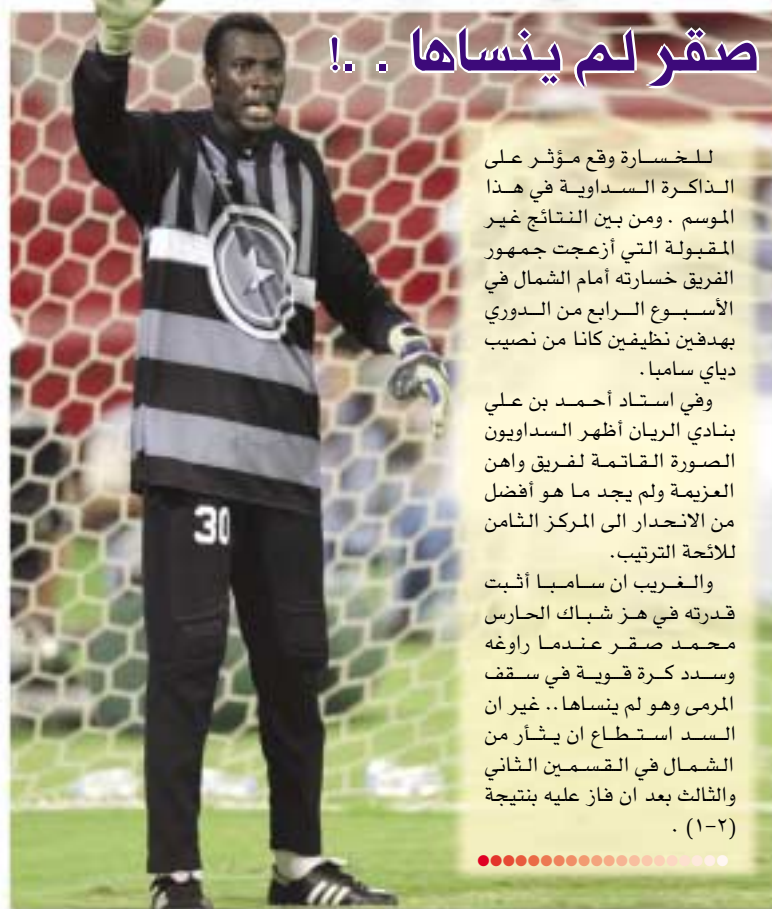 صقر لم ينساها . . !
للخسارة وقع مؤثر على
الذاكرة السداوية في هذا
الموسم . ومن بين النتائج غير
المقبولة التي أزعجت جمهور
الفريق خسارته أمام الشمال في
الأسبوع الرابع من الدوري
بهدفين نظيفين كانا من نصيب
دياي سامبا .
وفي استاد أحمد بن علي
بنادي الريان أظهر السداويون
الصورة القاتمة لفريق واهن
العزيمة ولم يجد ما هو أفضل
من الانحدار الى المركز الثامن
للائحة الترتيب .
والغريب ان سامبا أثبت
قدرته في هز شباك الحارس
محمد صقر عندما راوغه
وسدد كرة قوية في سقف
المرمى وهو لم ينساها .. غير ان
السد استطاع ان يثأر من
الشمال في القسمين الثاني
والثالث بعد ان فاز عليه بنتيجة
(٢-١) .
30